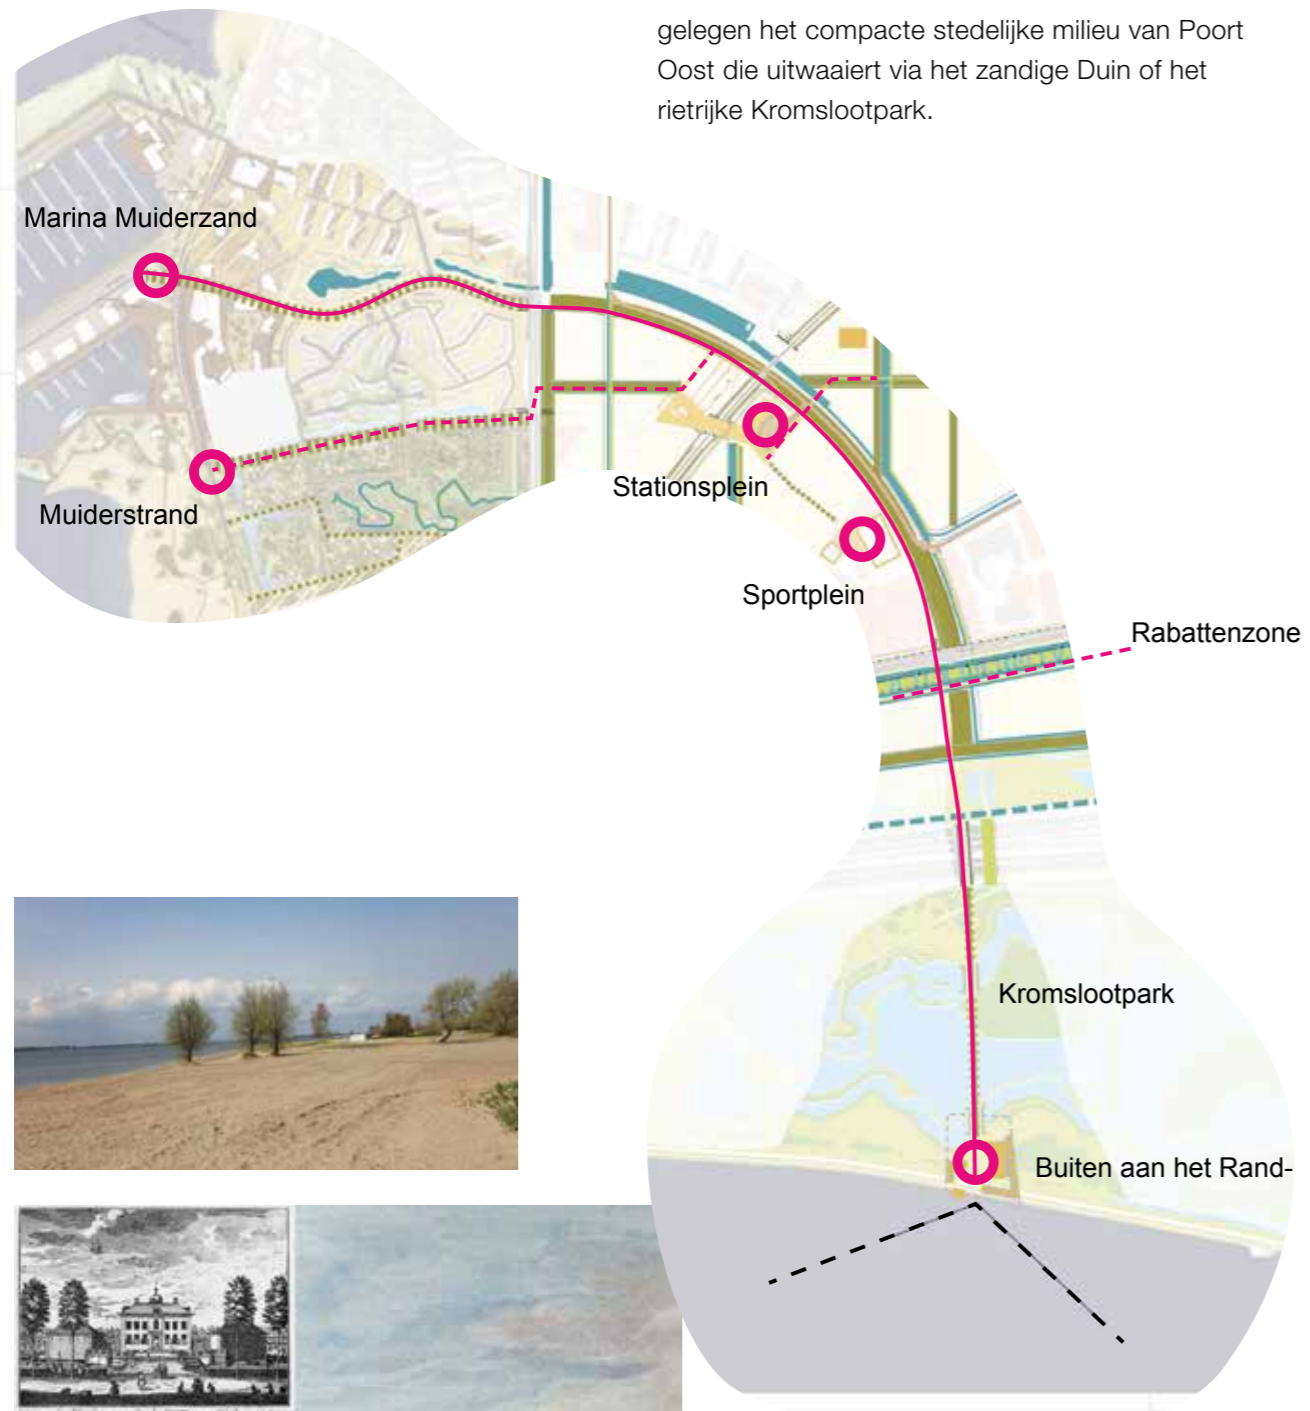 gelegen het compacte stedelijke milieu van Poort
Oost die uitwaaiert via het zandige Duin of het
rietrijke Kromslootpark.
Marina Muiderzand
Muiderstrand
Stationsplein
Sportplein
Rabattenzone
Kromslootpark
Buiten aan het Rand-